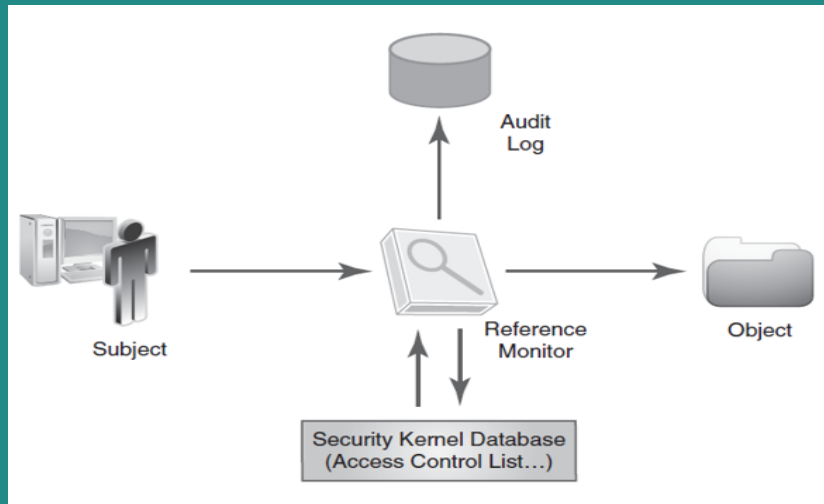 Audit
Log
Subject
Reference
Monitor
Object
Security Kernel Database
(Access Control List...)